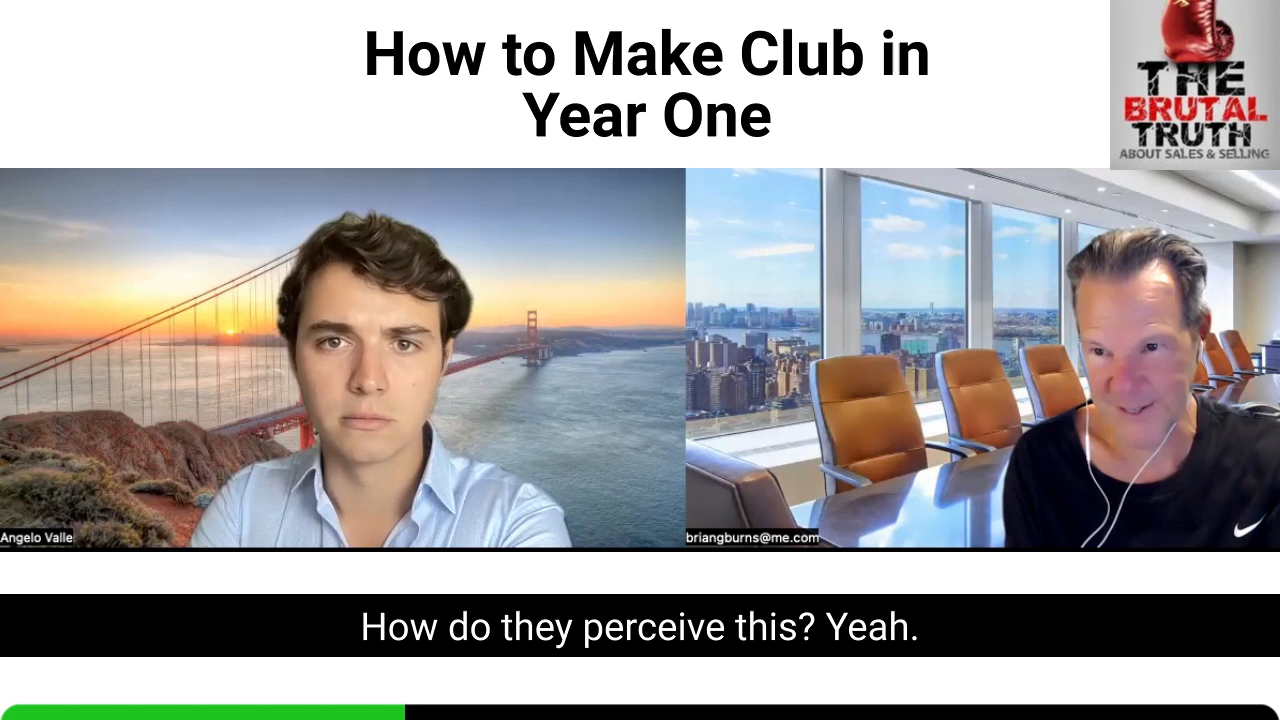 How to Make Club in
Year One
THE
BRUTAL
TRUTH
ABOUT SALES & SELLING
Angelo Valle
briangburns@me.com
How do they perceive this? Yeah.